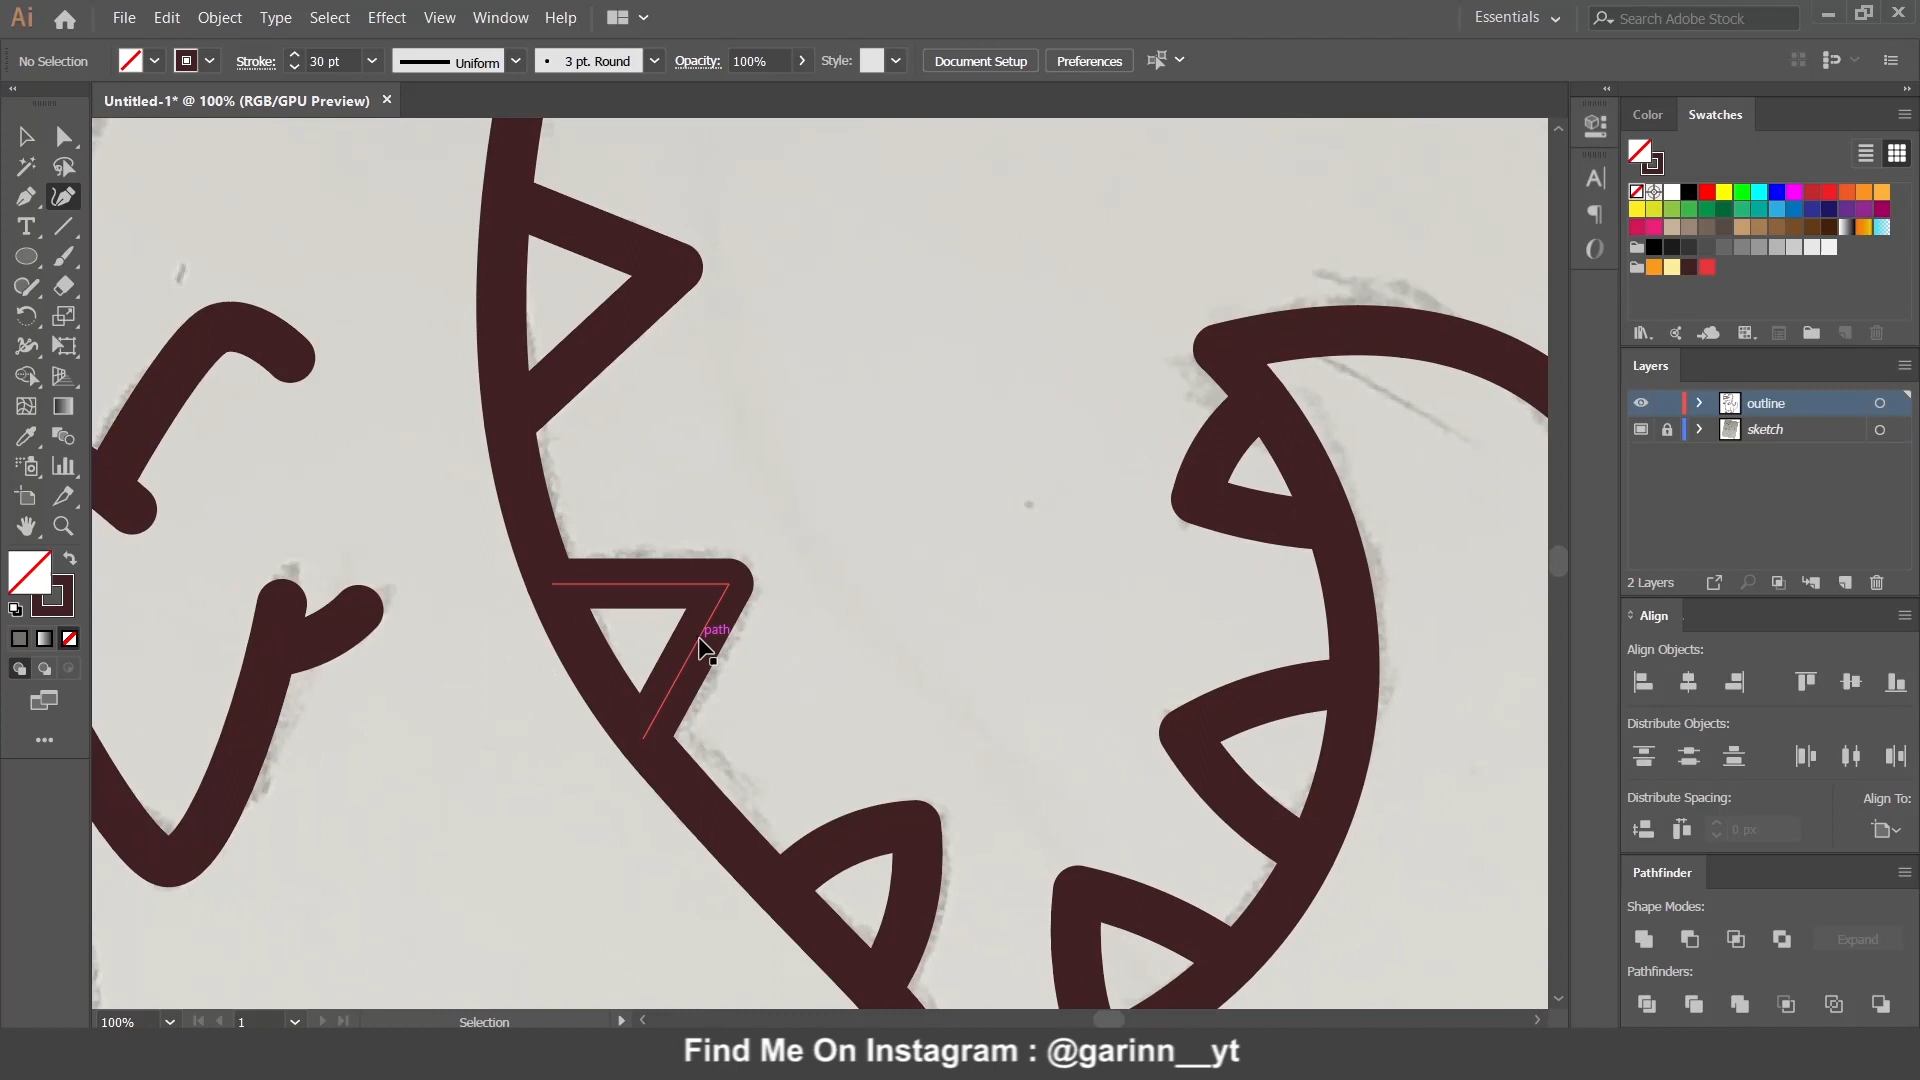 Ai File Edit Object Type Select Effect View Window Help Essentials Search Adobe Stock
No Selection Stroke: 30 pt Uniform 3 pt. Round Opacity: 100% Style: Document Setup Preferences
Untitled-1* @ 100% (RGB/GPU Preview)
Color Swatches
Layers
outline
sketch
2 Layers
Align
path
Align Objects:
Distribute Objects:
Distribute Spacing: Align To:
0 px
Pathfinder
Shape Modes:
Expand
Pathfinders:
100% 1 Selection
Find Me On Instagram : @garinn__yt